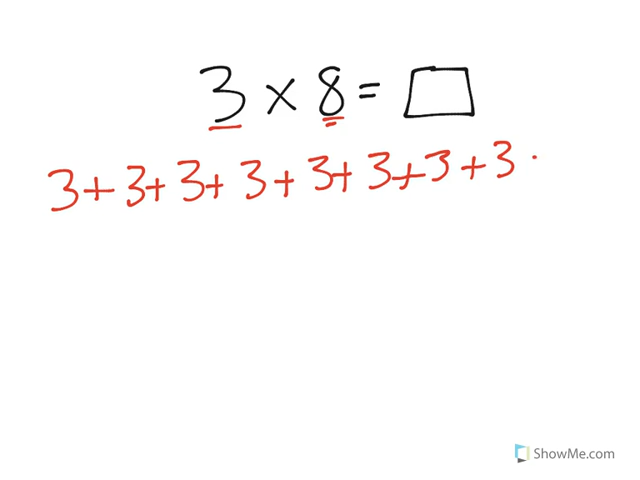 3 x 8 = □
3 + 3 + 3 + 3 + 3 + 3 + 3 + 3
ShowMe.com